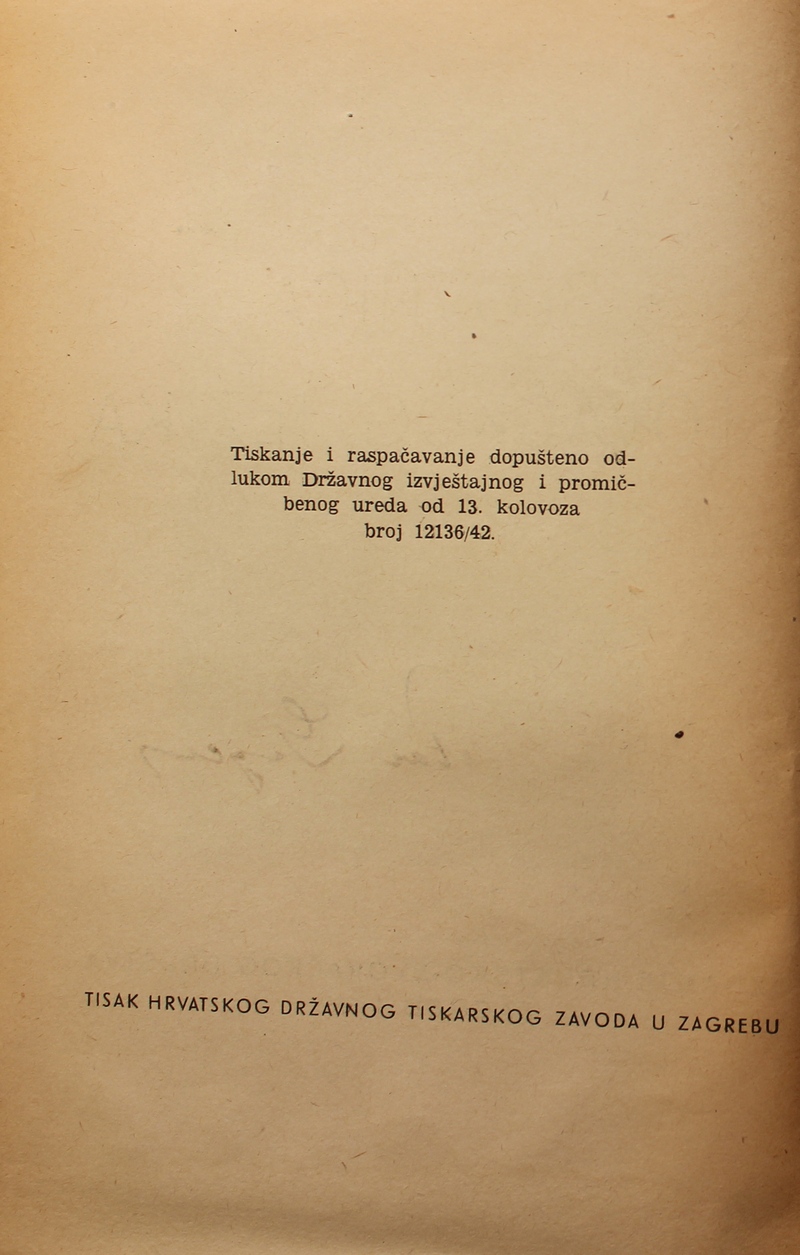 Tiskanje i raspačavanje dopušteno od-
lukom Državnog izvještajnog i promič-
benog ureda od 13. kolovoza
broj 12136/42.
TISAK HRVATSKOG DRŽAVNOG TISKARSKOG ZAVODA U ZAGREBU